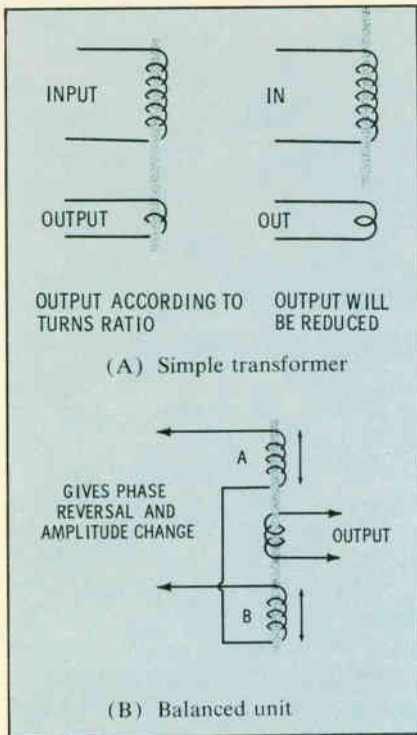 INPUT
IN
OUTPUT
OUT
OUTPUT ACCORDING TO
TURNS RATIO
OUTPUT WILL
BE REDUCED
(A) Simple transformer
A
GIVES PHASE
REVERSAL AND
AMPLITUDE CHANGE
OUTPUT
B
(B) Balanced unit